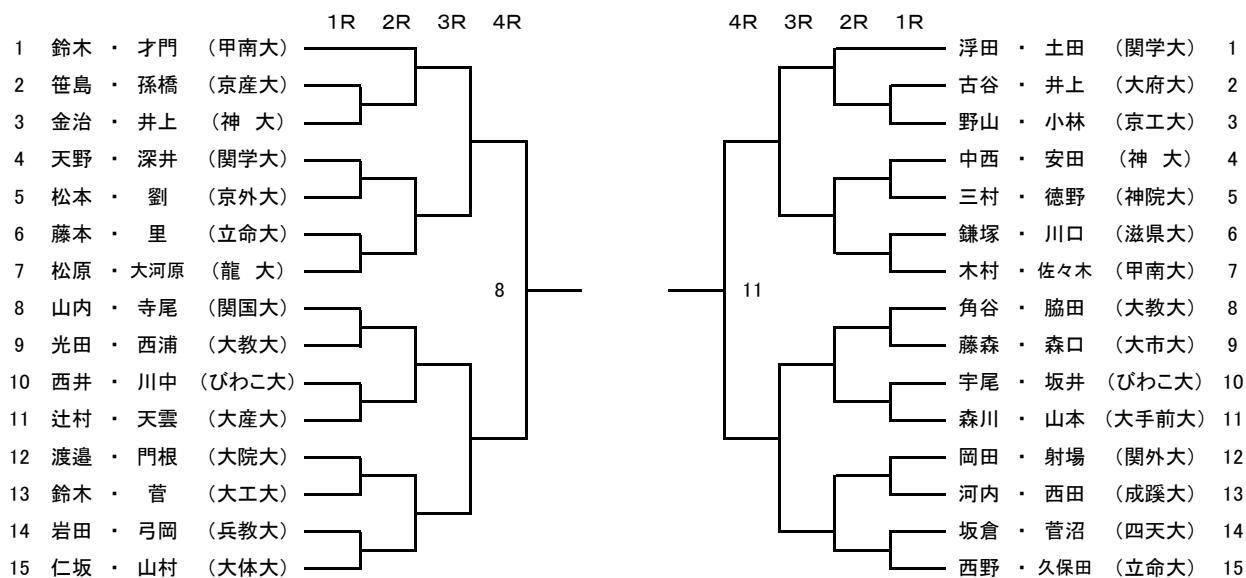 1R 2R 3R 4R
1 鈴木 ・ 才門 （甲南大）
2 笹島 ・ 孫橋 （京産大）
3 金治 ・ 井上 （神 大）
4 天野 ・ 深井 （関学大）
5 松本 ・ 劉 （京外大）
6 藤本 ・ 里 （立命大）
7 松原 ・ 大河原 （龍 大）
8 山内 ・ 寺尾 （関国大）
9 光田 ・ 西浦 （大教大）
10 西井 ・ 川中 （びわこ大）
11 辻村 ・ 天雲 （大産大）
12 渡邉 ・ 門根 （大院大）
13 鈴木 ・ 菅 （大工大）
14 岩田 ・ 弓岡 （兵教大）
15 仁坂 ・ 山村 （大体大）
8
4R 3R 2R 1R
浮田 ・ 土田 （関学大） 1
古谷 ・ 井上 （大府大） 2
野山 ・ 小林 （京工大） 3
中西 ・ 安田 （神 大） 4
三村 ・ 徳野 （神院大） 5
鎌塚 ・ 川口 （滋県大） 6
木村 ・ 佐々木 （甲南大） 7
角谷 ・ 脇田 （大教大） 8
藤森 ・ 森口 （大市大） 9
宇尾 ・ 坂井 （びわこ大） 10
森川 ・ 山本 （大手前大） 11
岡田 ・ 射場 （関外大） 12
河内 ・ 西田 （成蹊大） 13
坂倉 ・ 菅沼 （四天大） 14
西野 ・ 久保田 （立命大） 15
11